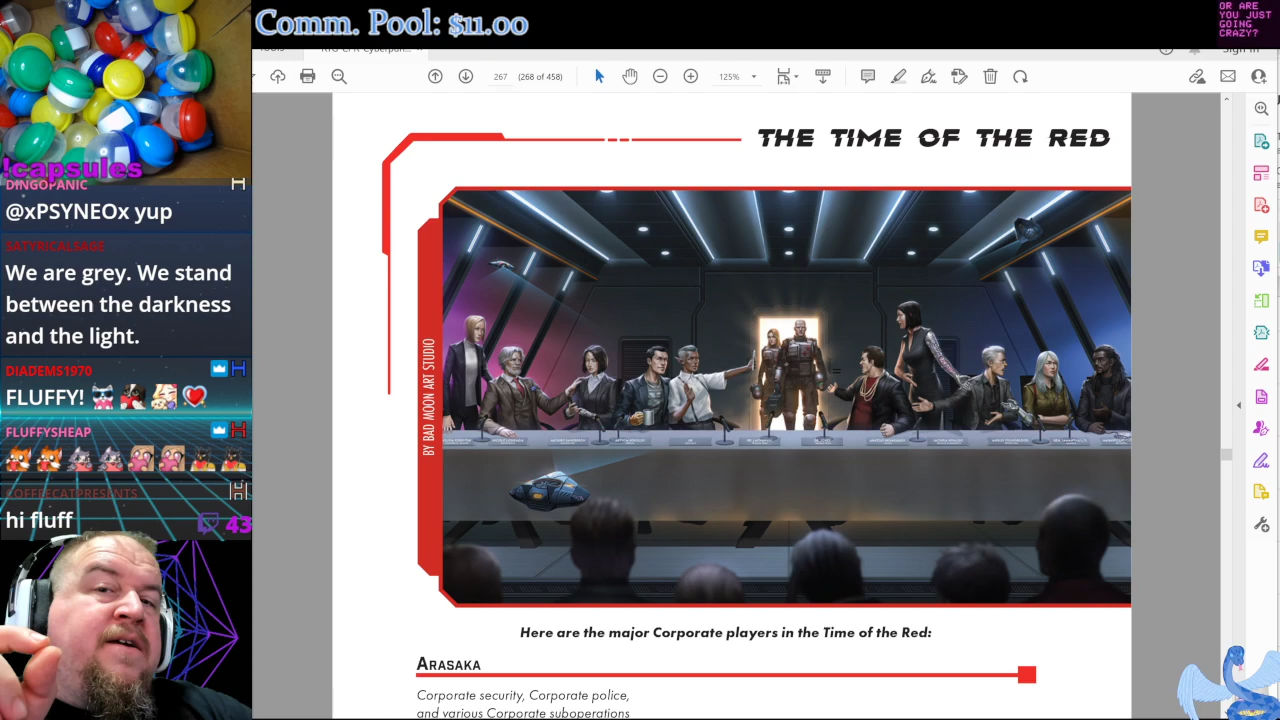 Comm. Pool: $11.00
OR ARE
YOU JUST
GOING
CRAZY?
!capsules
DINGOPANIC
@xPSYNEOx yup
SATYRICALSAGE
We are grey. We stand
between the darkness
and the light.
DIADEMS1970
FLUFFY!
FLUFFYSHEAP
COFFEECATPRESENTS
hi fluff
43
267 (268 of 458)
125%
THE TIME OF THE RED
BY BAD MOON ART STUDIO
Here are the major Corporate players in the Time of the Red:
ARASAKA
Corporate security, Corporate police,
and various Corporate suboperations